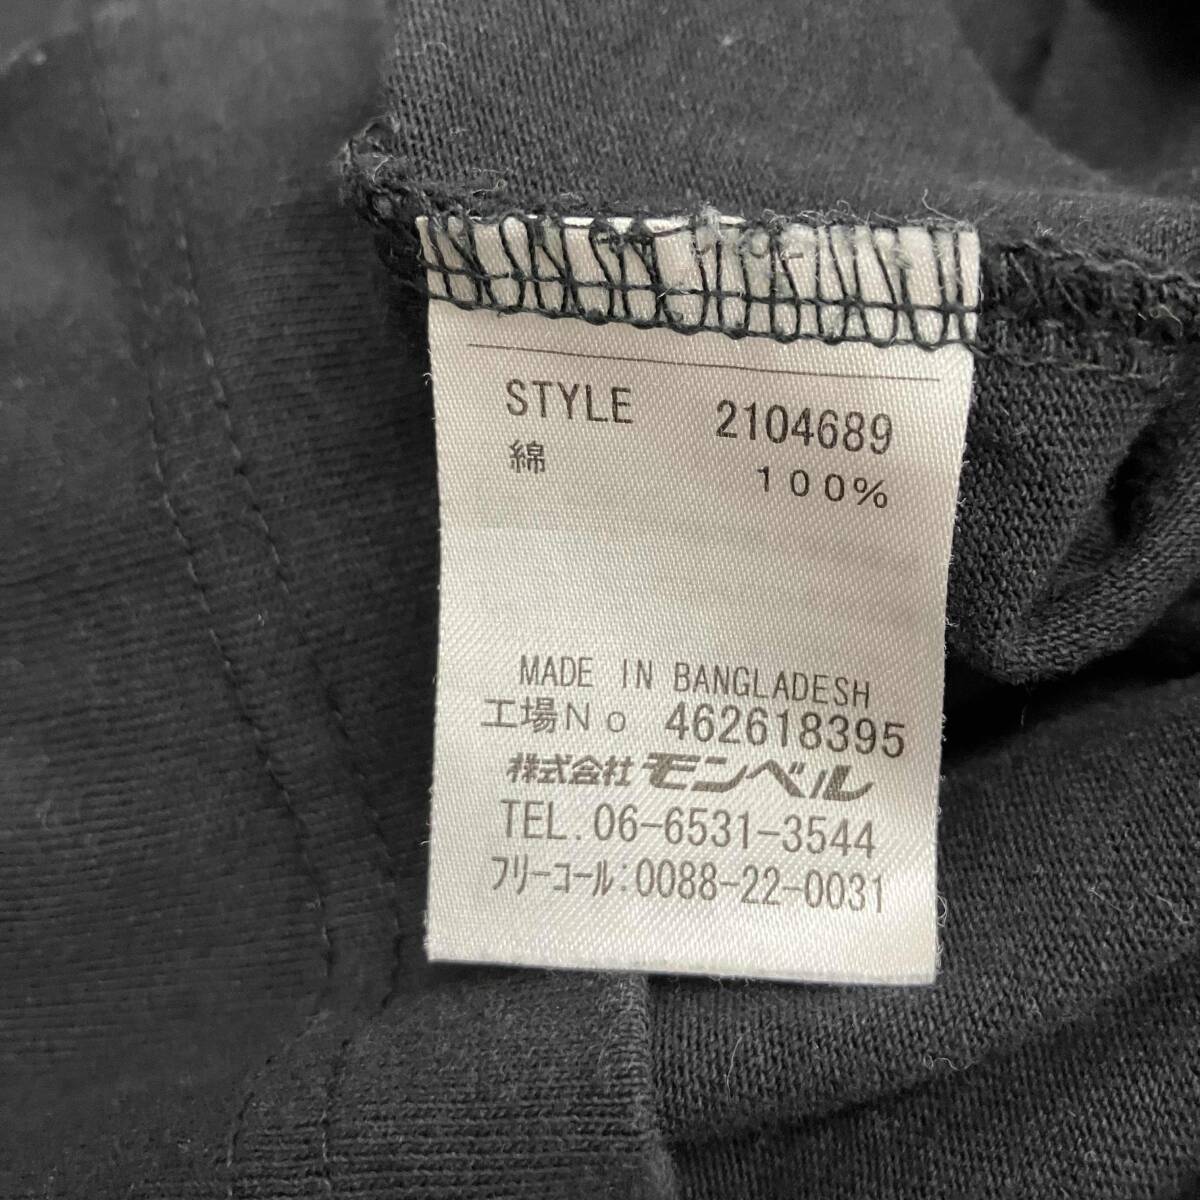 STYLE 2104689
綿 100%
MADE IN BANGLADESH
工場No 462618395
株式会社モンベル
TEL.06-6531-3544
フリーコール:0088-22-0031